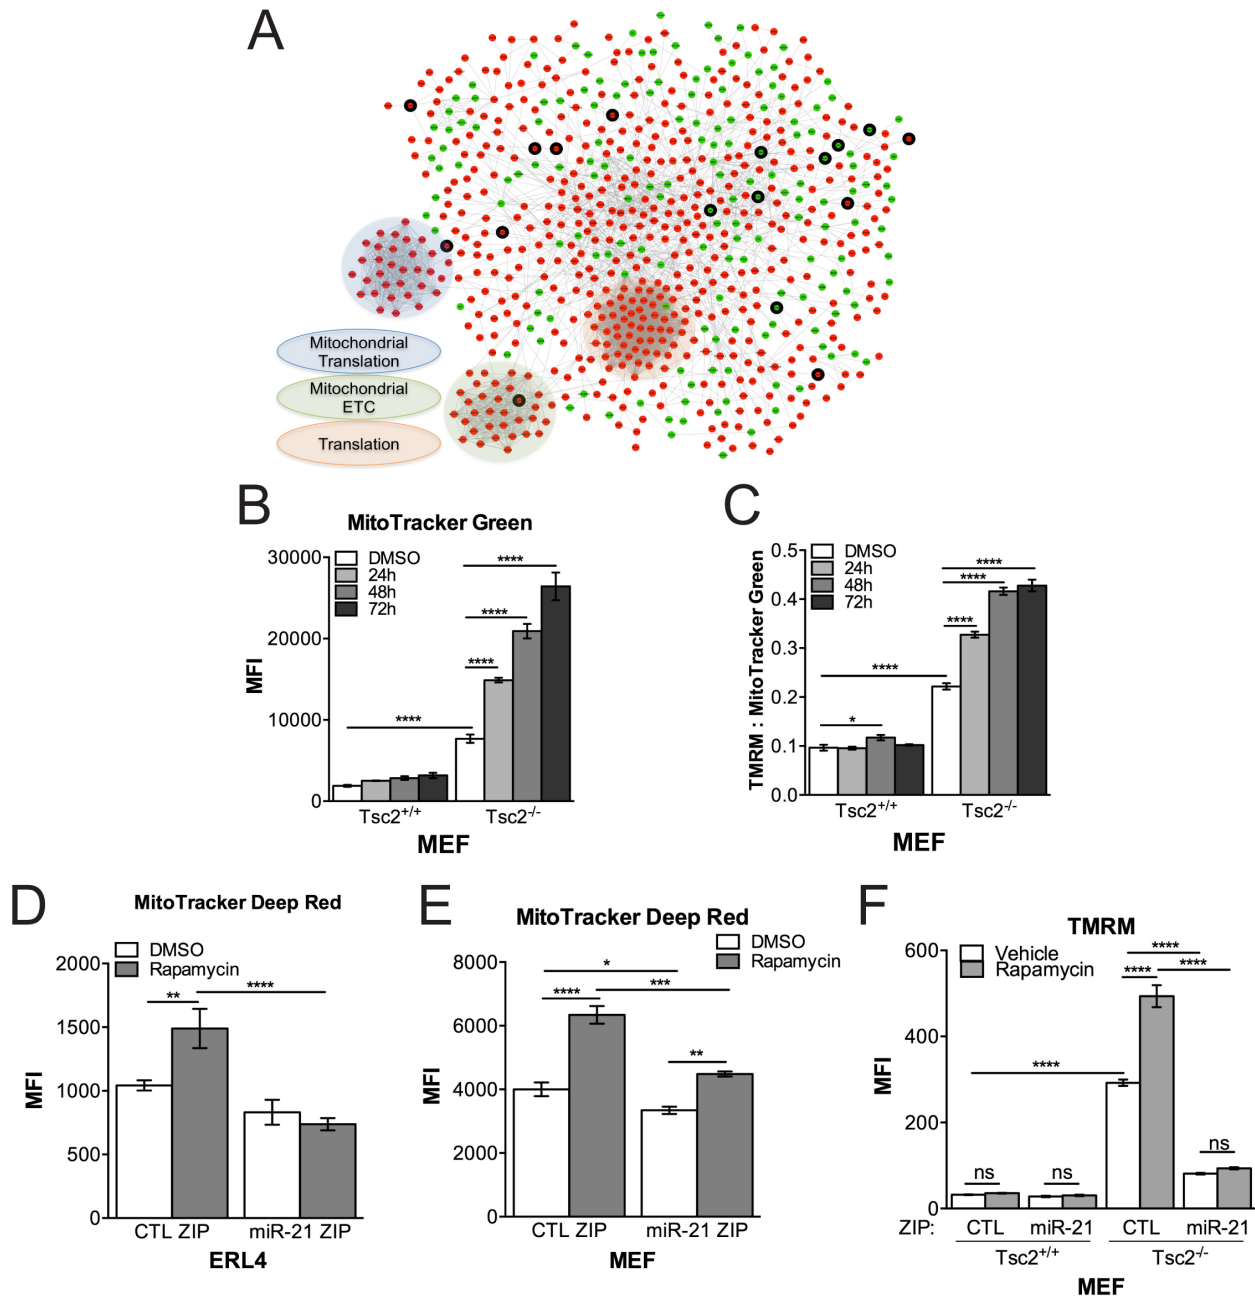 A
Mitochondrial
Translation
Mitochondrial
ETC
Translation
B
MitoTracker Green
DMSO
24h
48h
72h
30000
20000
10000
0
MFI
****
****
****
****
Tsc2+/+
Tsc2-/-
MEF
C
DMSO
24h
48h
72h
0.5
0.4
0.3
0.2
0.1
0.0
TMRM : MitoTracker Green
*
****
****
****
****
Tsc2+/+
Tsc2-/-
MEF
D
MitoTracker Deep Red
DMSO
Rapamycin
2000
1500
1000
500
0
MFI
**
****
CTL ZIP
miR-21 ZIP
ERL4
E
MitoTracker Deep Red
DMSO
Rapamycin
8000
6000
4000
2000
0
MFI
*
****
***
**
CTL ZIP
miR-21 ZIP
MEF
F
TMRM
Vehicle
Rapamycin
600
400
200
0
MFI
****
****
****
****
ns
ns
ns
ZIP: CTL miR-21 CTL miR-21
Tsc2+/+
Tsc2-/-
MEF